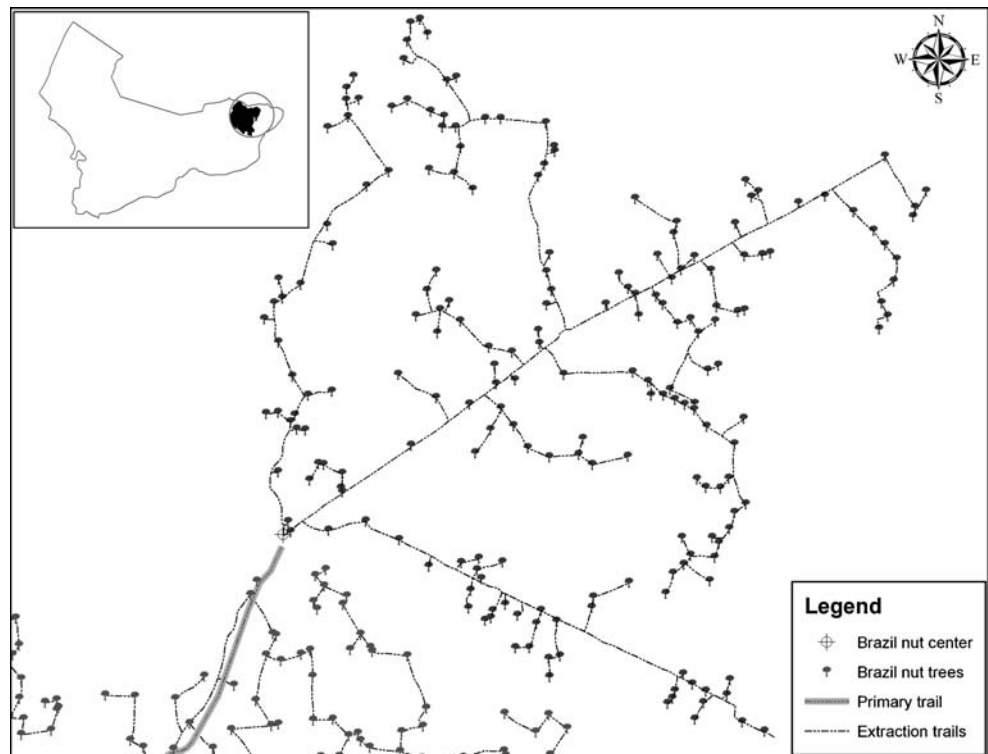 N
W E
S
Legend
Brazil nut center
Brazil nut trees
Primary trail
Extraction trails